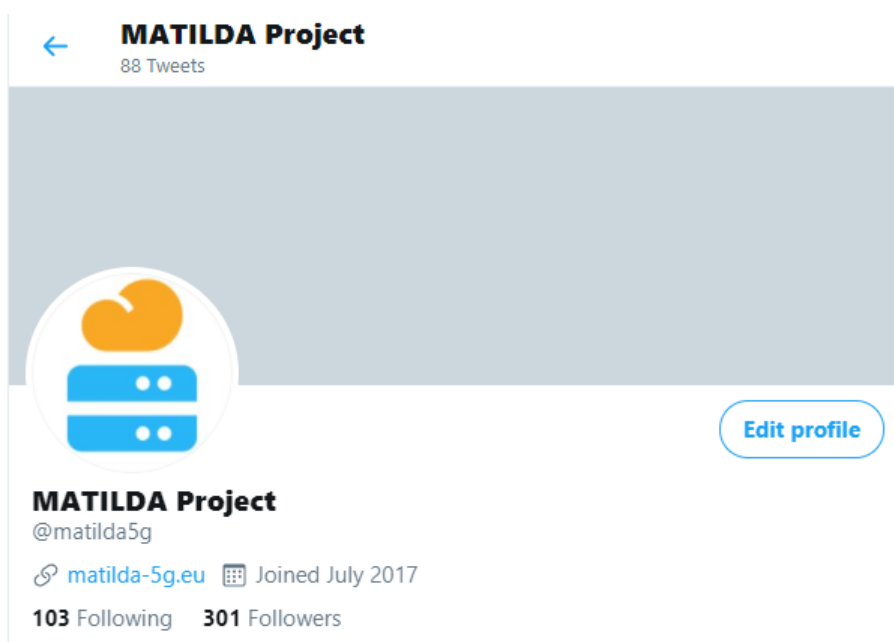 MATILDA Project
88 Tweets
Edit profile
MATILDA Project
@matilda5g
matilda-5g.eu Joined July 2017
103 Following 301 Followers